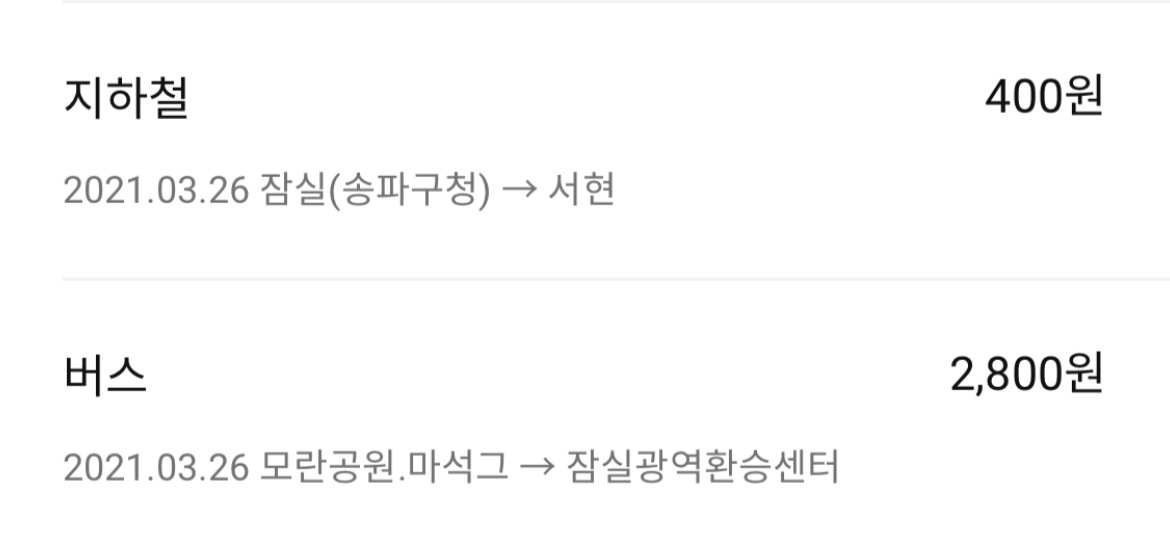 지하철
400원
2021.03.26 잠실(송파구청) → 서현
버스
2,800원
2021.03.26 모란공원.마석그 → 잠실광역환승센터